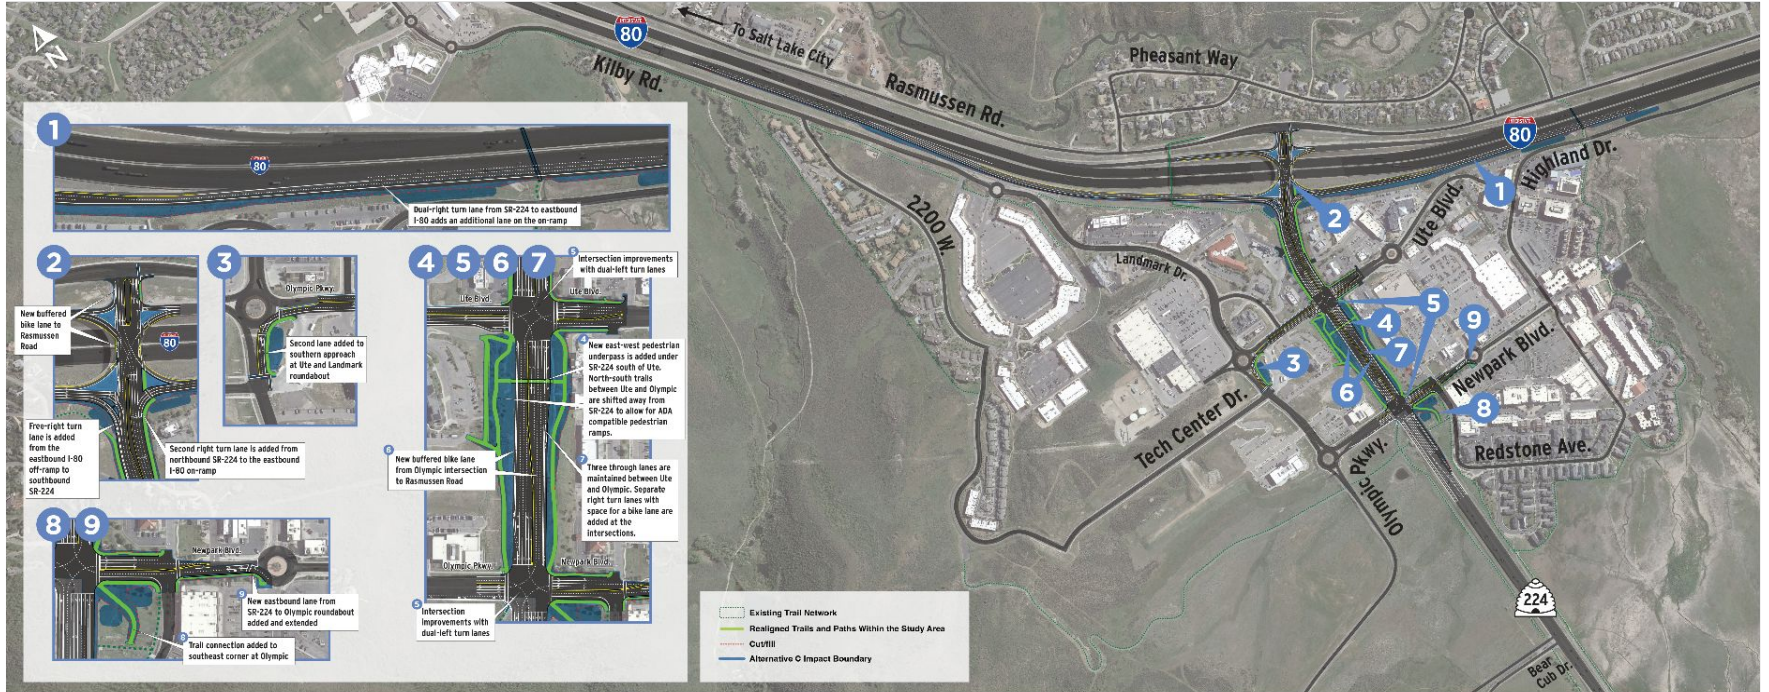 N
INTERSTATE
80
To Salt Lake City
Kilby Rd.
Rasmussen Rd.
Pheasant Way
INTERSTATE
80
Highland Dr.
1
Ute Blvd.
2
2200 W.
Landmark Dr.
5
4
9
3
7
6
Newpark Blvd.
8
Tech Center Dr.
Olympic Pkwy.
Redstone Ave.
224
Bear
Cub Dr.
1
80
Dual-right turn lane from SR-224 to eastbound
I-80 adds an additional lane on the on-ramp
2
New buffered
bike lane to
Rasmussen
Road
80
Free-right turn
lane is added
from the
eastbound I-80
off-ramp to
southbound
SR-224
Second right turn lane is added from
northbound SR-224 to the eastbound
I-80 on-ramp
3
Olympic Pkwy.
Second lane added to
southern approach
at Ute and Landmark
roundabout
4 5 6 7
5
Intersection improvements
with dual-left turn lanes
Ute Blvd.
Ute Blvd.
4
New east-west pedestrian
underpass is added under
SR-224 south of Ute.
North-south trails
between Ute and Olympic
are shifted away from
SR-224 to allow for ADA
compatible pedestrian
ramps.
6
New buffered bike lane
from Olympic intersection
to Rasmussen Road
7
Three through lanes are
maintained between Ute
and Olympic. Separate
right turn lanes with
space for a bike lane are
added at the
intersections.
Olympic Pkwy.
Newpark Blvd.
5
Intersection
improvements with
dual-left turn lanes
8 9
Newpark Blvd.
9
New eastbound lane from
SR-224 to Olympic roundabout
added and extended
8
Trail connection added to
southeast corner at Olympic
Existing Trail Network
Realigned Trails and Paths Within the Study Area
Cut/fill
Alternative C Impact Boundary